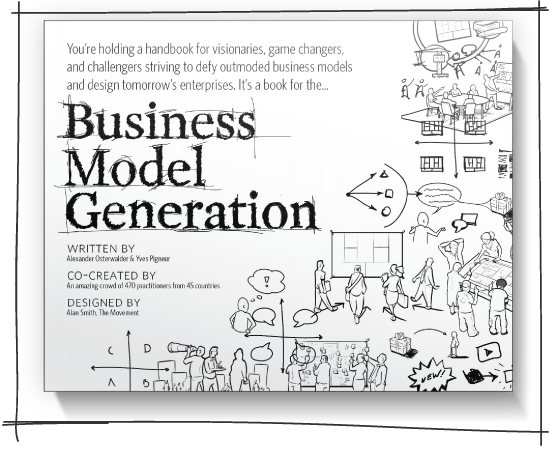 You're holding a handbook for visionaries, game changers,
and challengers striving to defy outmoded business models
and design tomorrow's enterprises. It's a book for the...
Business
Model
Generation
WRITTEN BY
Alexander Osterwalder & Yves Pigneur
CO-CREATED BY
An amazing crowd of 470 practitioners from 45 countries
DESIGNED BY
Alan Smith, The Movement
!
C D
A B
NEW!